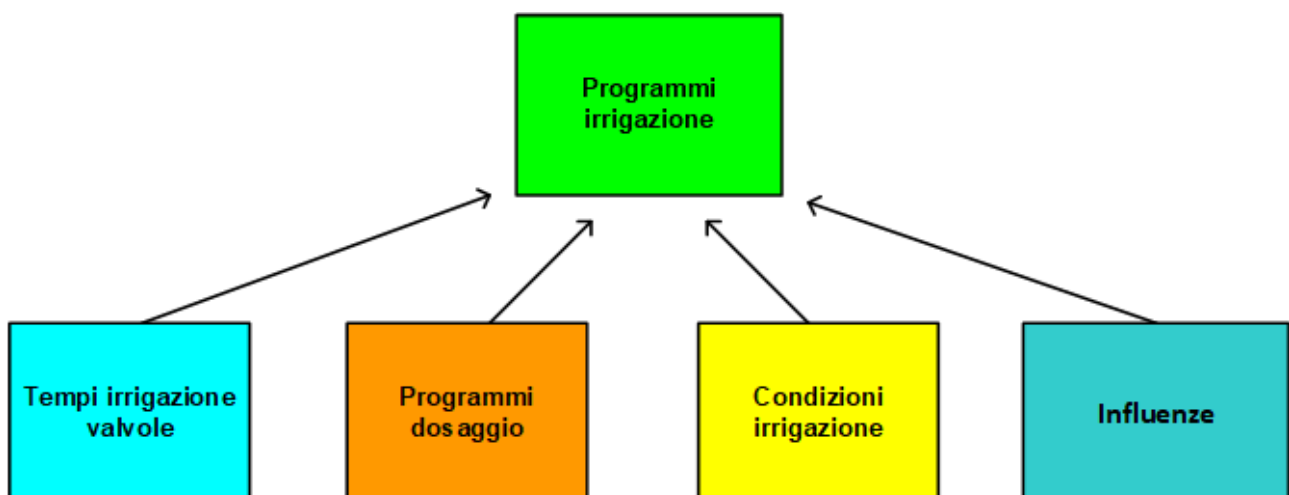 Programmi
irrigazione
Tempi irrigazione
valvole
Programmi
dosaggio
Condizioni
irrigazione
Influenze